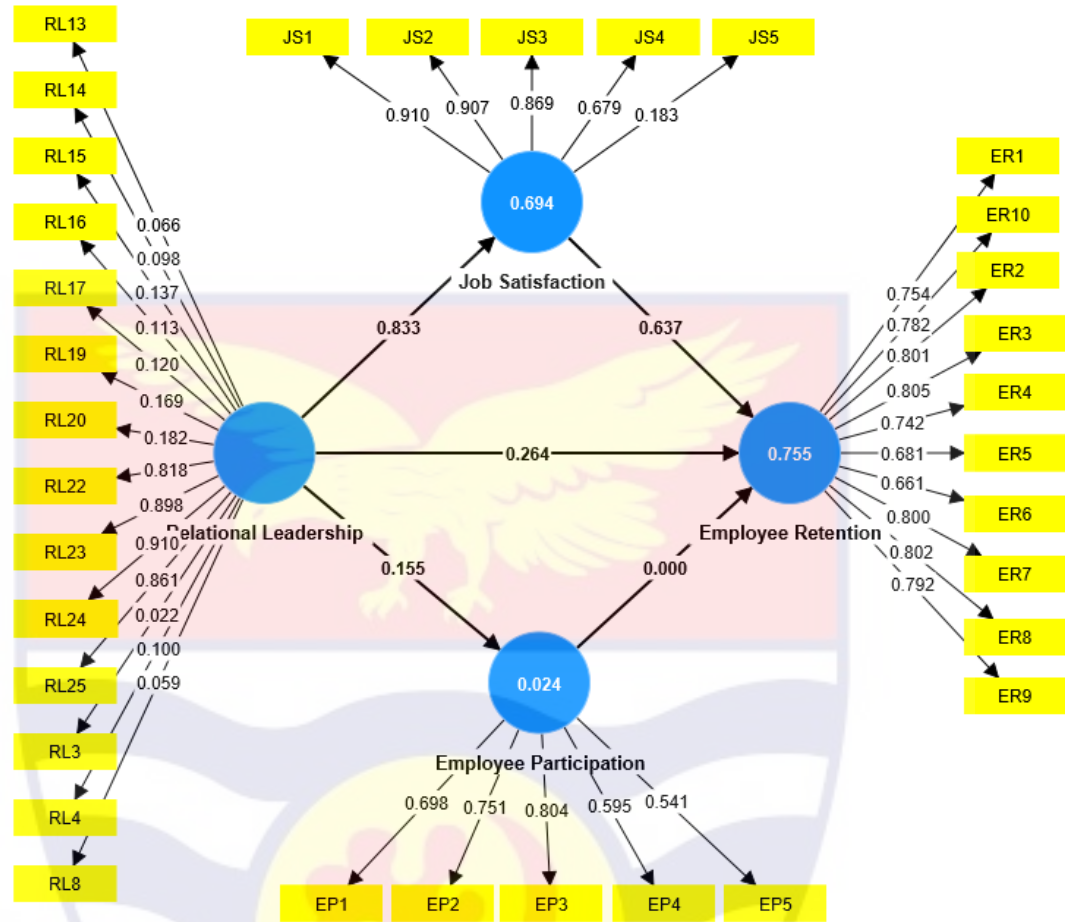 RL13
RL14
RL15
RL16
RL17
RL19
RL20
RL22
RL23
RL24
RL25
RL3
RL4
RL8
0.066
0.098
0.137
0.113
0.120
0.169
0.182
0.818
0.898
0.910
0.861
0.022
0.100
0.059
JS1
JS2
JS3
JS4
JS5
0.910
0.907
0.869
0.679
0.183
0.694
Job Satisfaction
0.833
0.637
0.264
Relational Leadership
0.155
0.000
0.755
Employee Retention
0.024
Employee Participation
0.754
0.782
0.801
0.805
0.742
0.681
0.661
0.800
0.802
0.792
ER1
ER10
ER2
ER3
ER4
ER5
ER6
ER7
ER8
ER9
0.698
0.751
0.804
0.595
0.541
EP1
EP2
EP3
EP4
EP5